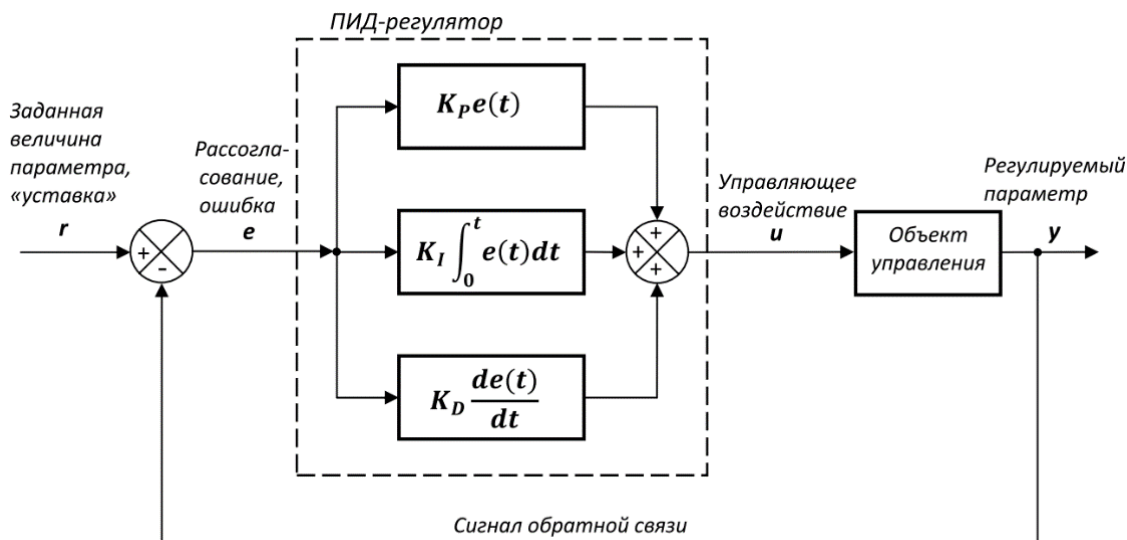 ПИД-регулятор
Заданная
величина
параметра,
«уставка»
r
+
-
Рассогла-
сование,
ошибка
e
K_P e(t)
K_I ∫_0^t e(t)dt
K_D de(t)/dt
+
+
+
Управляющее
воздействие
u
Объект
управления
Регулируемый
параметр
y
Сигнал обратной связи